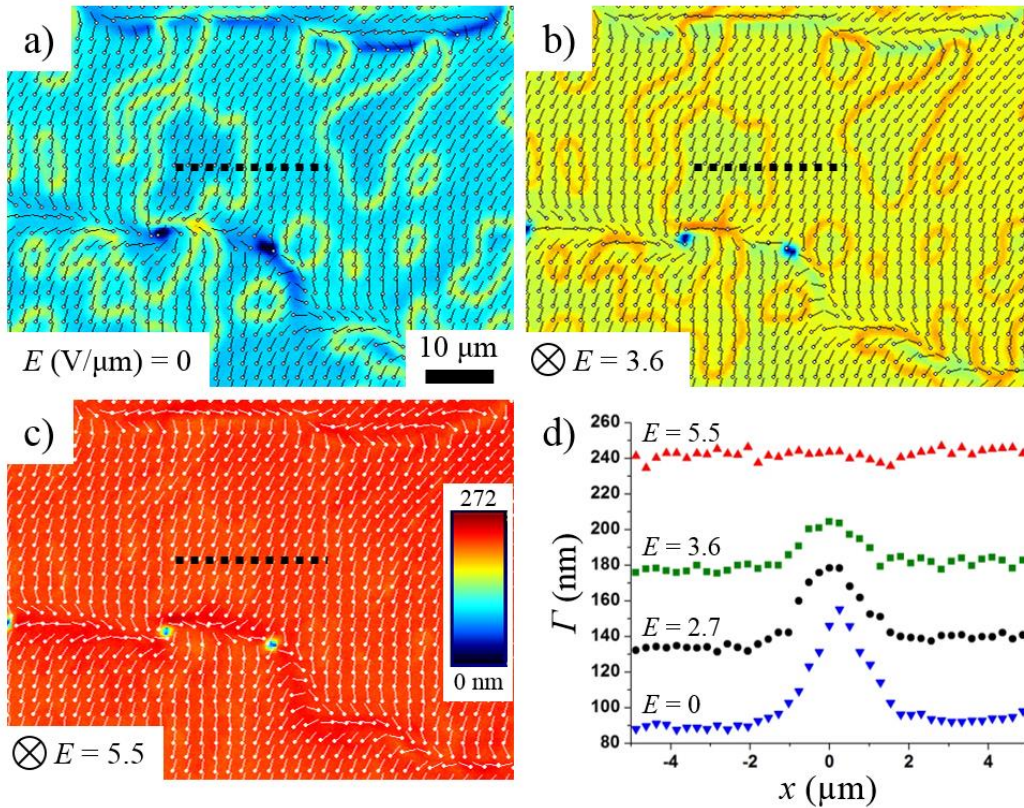 a)
b)
E (V/µm) = 0
10 µm
⊗ E = 3.6
c)
272
0 nm
⊗ E = 5.5
d)
260
240
220
200
180
160
140
120
100
80
Γ (nm)
E = 5.5
E = 3.6
E = 2.7
E = 0
-4
-2
0
2
4
x (µm)